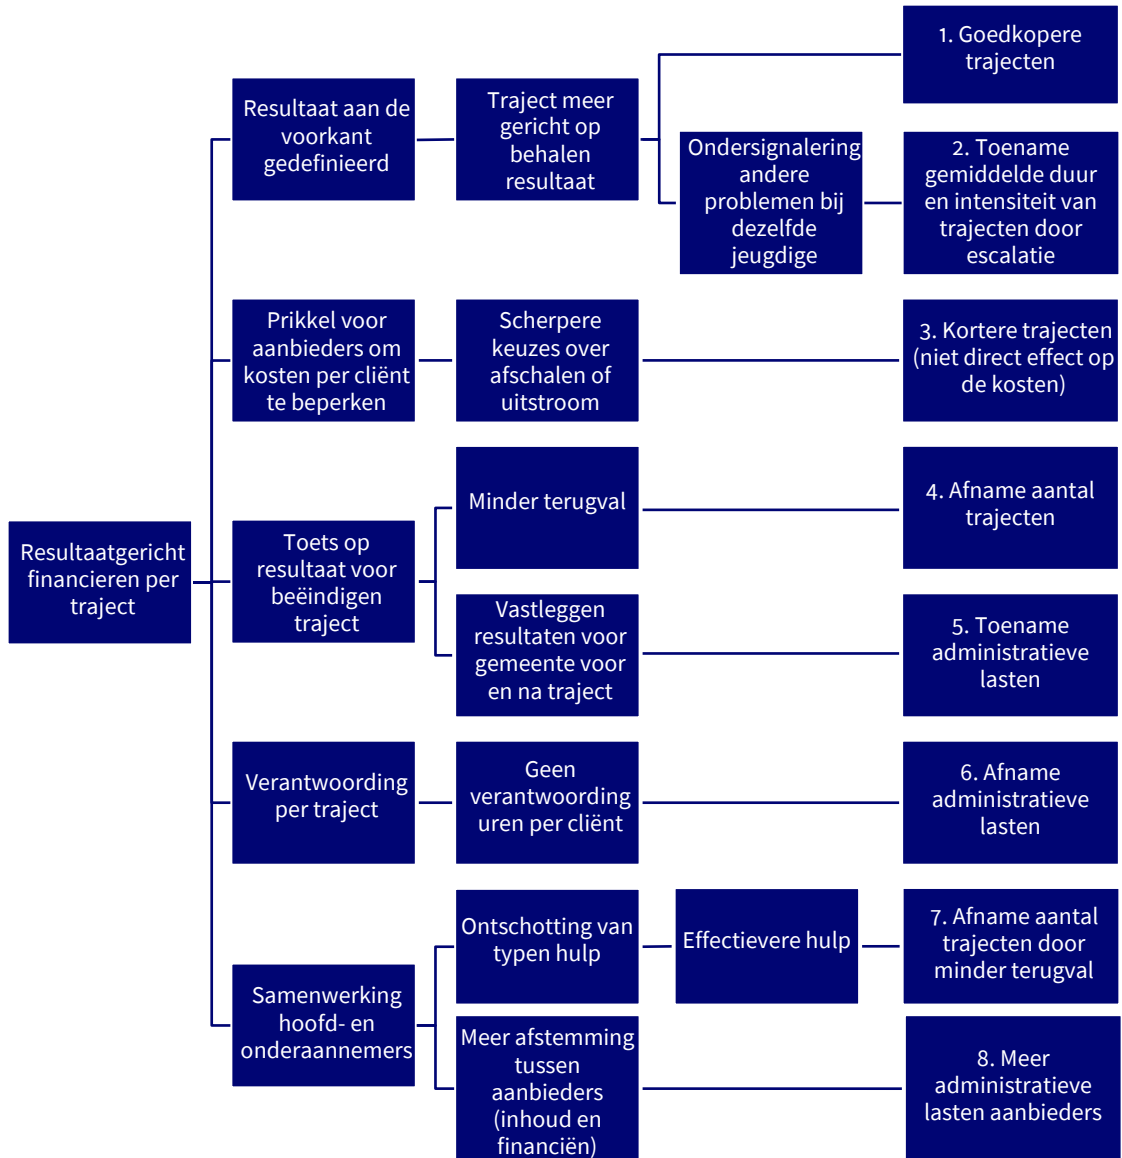 Resultaatgericht
financieren per
traject
Resultaat aan de
voorkant
gedefinieerd
Traject meer
gericht op
behalen
resultaat
1. Goedkopere
trajecten
Ondersignalering
andere
problemen bij
dezelfde
jeugdige
2. Toename
gemiddelde duur
en intensiteit van
trajecten door
escalatie
Prikkel voor
aanbieders om
kosten per cliënt
te beperken
Scherpere
keuzes over
afschalen of
uitstroom
3. Kortere trajecten
(niet direct effect op
de kosten)
Toets op
resultaat voor
beëindigen
traject
Minder terugval
4. Afname aantal
trajecten
Vastleggen
resultaten voor
gemeente voor
en na traject
5. Toename
administratieve
lasten
Verantwoording
per traject
Geen
verantwoording
uren per cliënt
6. Afname
administratieve
lasten
Samenwerking
hoofd- en
onderaannemers
Ontschotting van
typen hulp
Effectievere hulp
7. Afname aantal
trajecten door
minder terugval
Meer afstemming
tussen
aanbieders
(inhoud en
financiën)
8. Meer
administratieve
lasten aanbieders